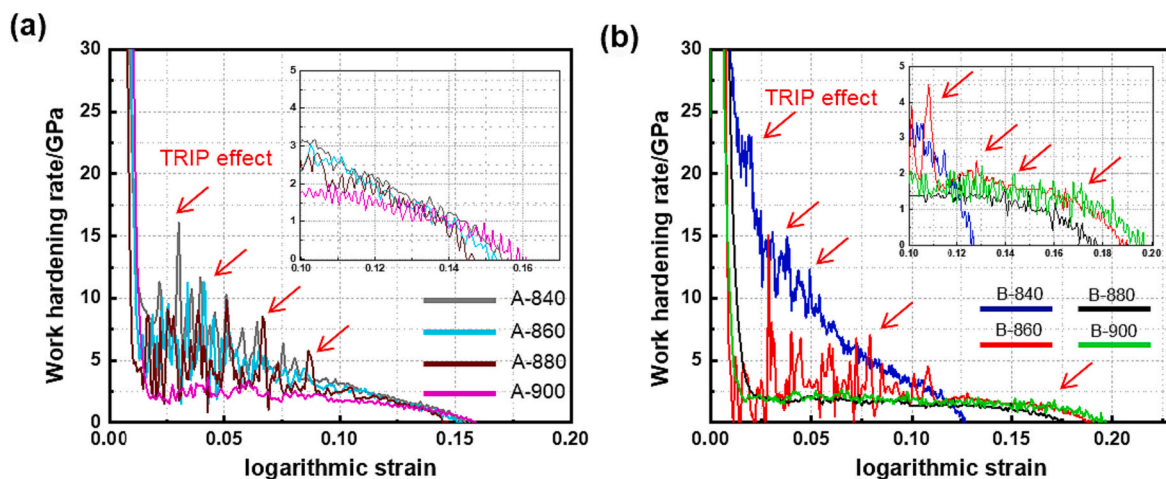 (a)
30
25
20
15
10
5
0
0.00 0.05 0.10 0.15 0.20
Work hardening rate/GPa
logarithmic strain
TRIP effect
5
4
3
2
1
0
0.10 0.12 0.14 0.16
A-840
A-860
A-880
A-900
(b)
30
25
20
15
10
5
0
0.00 0.05 0.10 0.15 0.20
Work hardening rate/GPa
logarithmic strain
TRIP effect
5
4
3
2
1
0
0.10 0.12 0.14 0.16 0.18 0.20
B-840 B-880
B-860 B-900